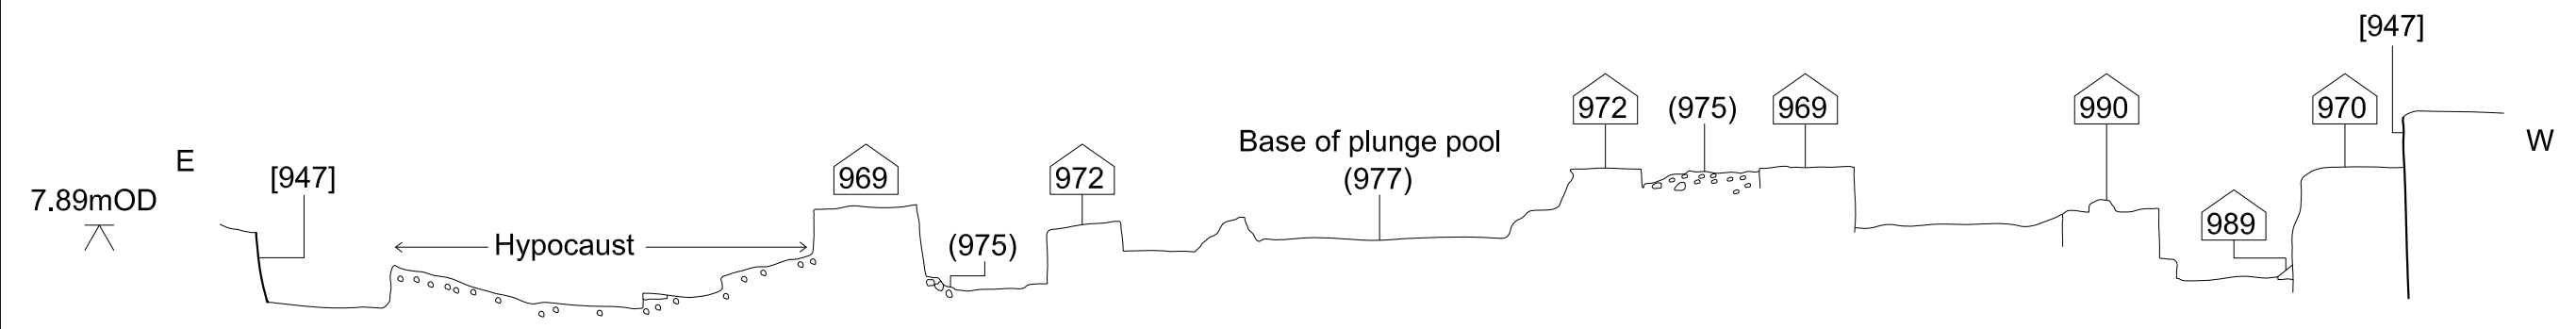 E
7.89mOD
[947]
Hypocaust
969
(975)
972
Base of plunge pool
(977)
972
(975)
969
990
989
970
[947]
W